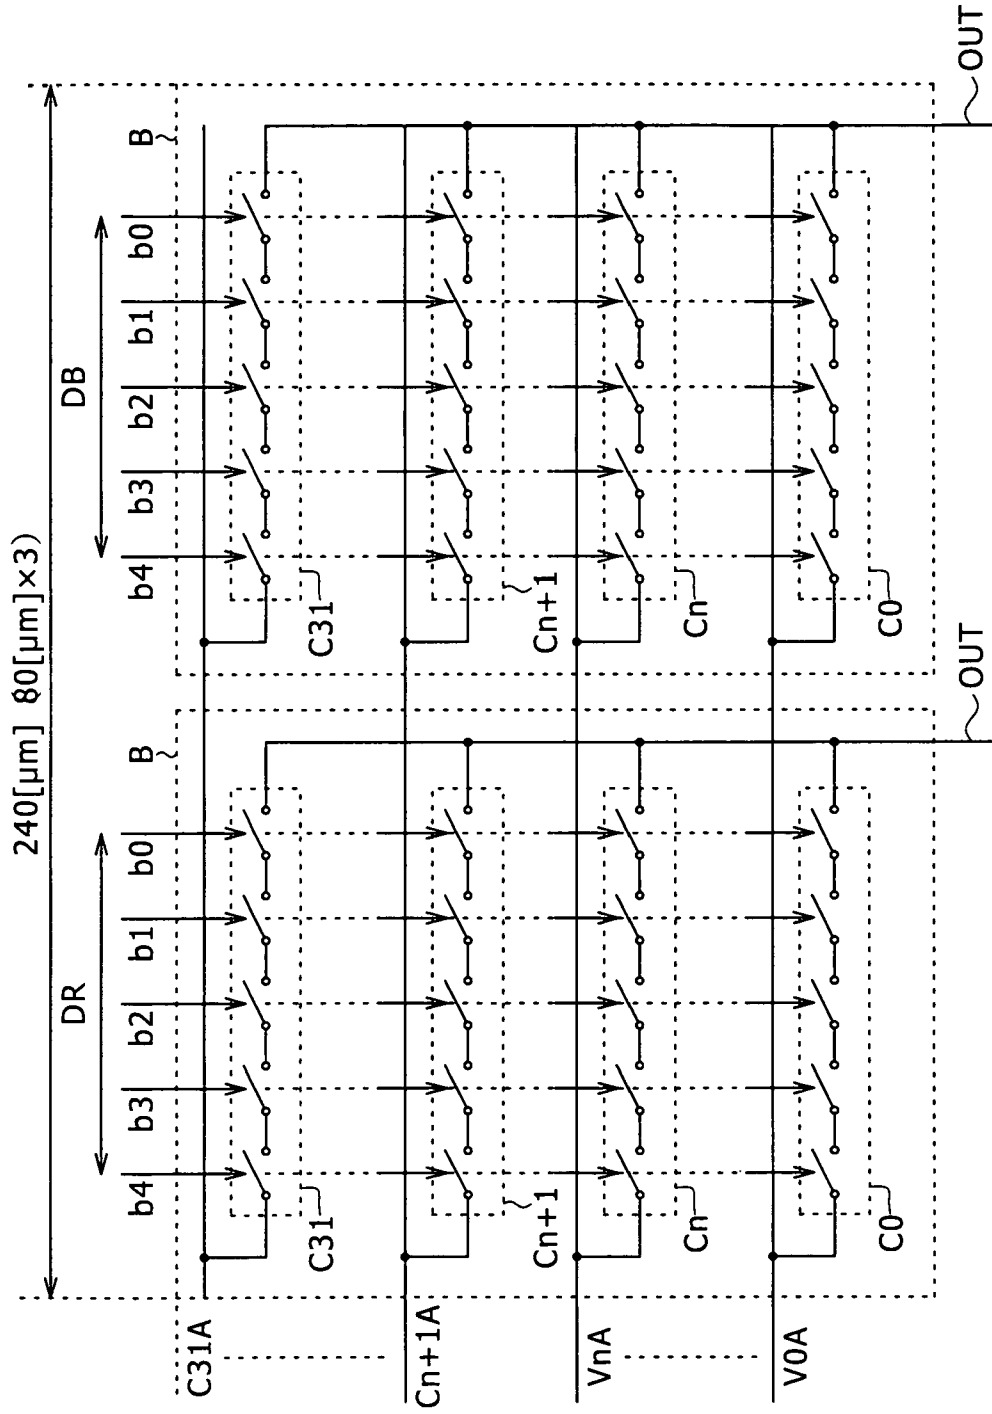 240[µm] 80[µm]×3)
DR
DB
b4 b3 b2 b1 b0
B
b4 b3 b2 b1 b0
B
C31A
C31
C31
Cn+1A
Cn+1
Cn+1
VnA
Cn
Cn
V0A
C0
C0
OUT
OUT